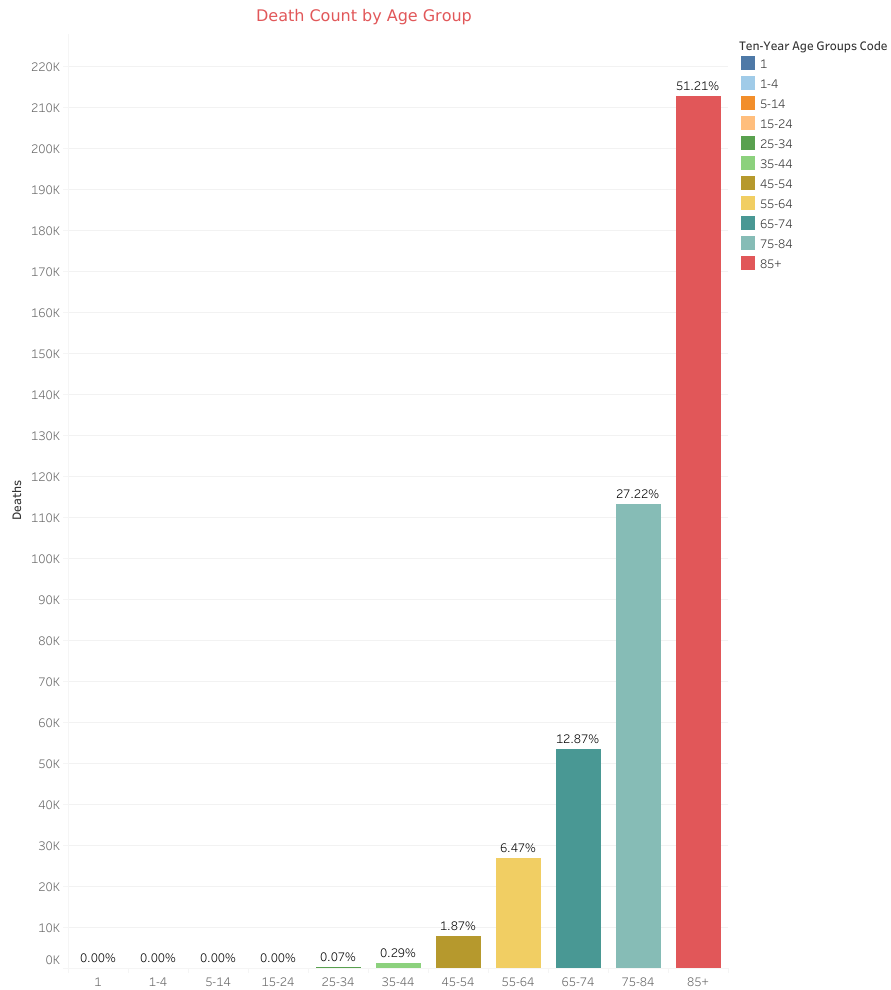 Death Count by Age Group
Ten-Year Age Groups Code
1
1-4
5-14
15-24
25-34
35-44
45-54
55-64
65-74
75-84
85+
Deaths
220K
210K
200K
190K
180K
170K
160K
150K
140K
130K
120K
110K
100K
90K
80K
70K
60K
50K
40K
30K
20K
10K
0K
0.00%
0.00%
0.00%
0.00%
0.07%
0.29%
1.87%
6.47%
12.87%
27.22%
51.21%
1
1-4
5-14
15-24
25-34
35-44
45-54
55-64
65-74
75-84
85+